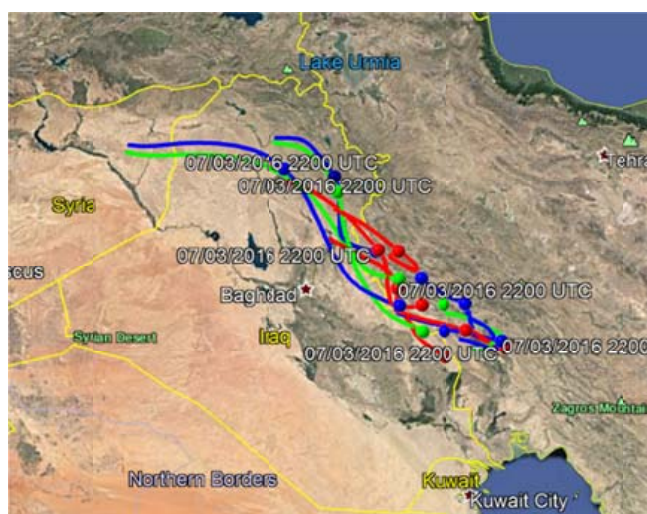 Lake Urmia
Tehra
07/03/2016 2200 UTC
07/03/2016 2200 UTC
Syria
scus
07/03/2016 2200 UTC
Baghdad
07/03/2016 2200 UTC
Iraq
Syrian Desert
07/03/2016 2200 UTC
07/03/2016 2200
Zagros Mountai
Northern Borders
Kuwait
Kuwait City